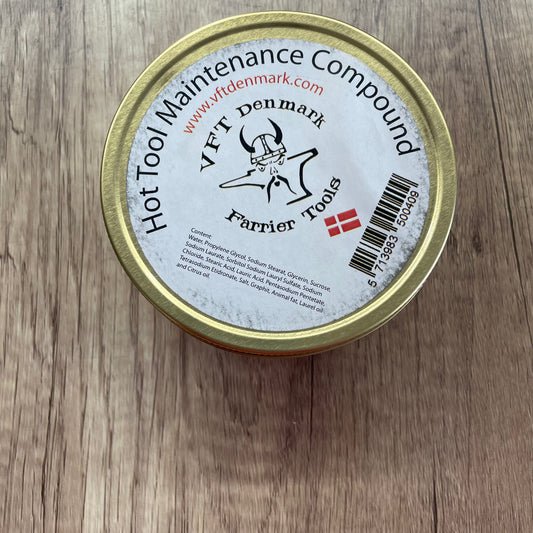 Hot Tool Maintenance Compound
www.vftdenmark.com
VFT Denmark
Farrier Tools
Content:
Water, Propylene Glycol, Sodium Stearat, Glycerin, Sucrose,
Sodium Laurate, Sorbitol Sodium Lauryl Sulfate, Sodium
Chloride, Stearic Acid, Lauric Acid, Pentasodium Pentetate,
Tetrasodium Etidronate, Salt, Graphit, Animal fat, Laurel oil
and Citrus oil.
5 713983 500409